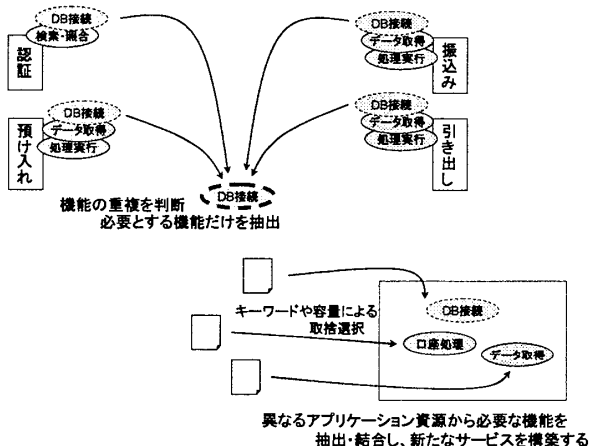 DB接続
検索・照合
認証
DB接続
データ取得
処理実行
振込み
DB接続
データ取得
処理実行
預け入れ
DB接続
データ取得
処理実行
引き出し
DB接続
機能の重複を判断
必要とする機能だけを抽出
キーワードや容量による
取捨選択
DB接続
口座処理
データ取得
異なるアプリケーション資源から必要な機能を
抽出・結合し、新たなサービスを構築する